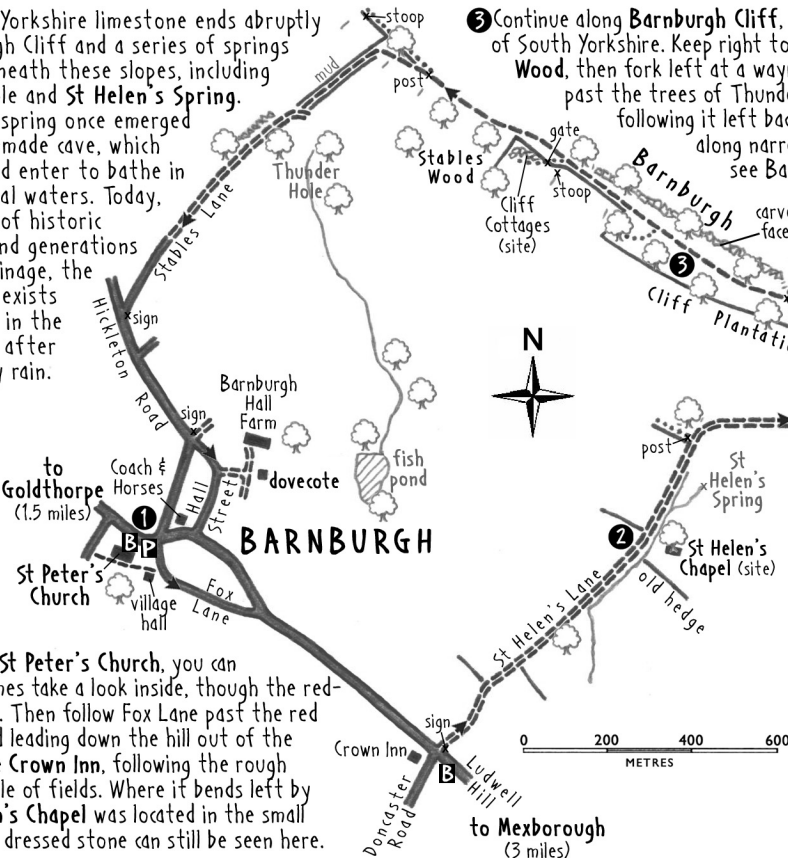 Yorkshire limestone ends abruptly
gh Cliff and a series of springs
neath these slopes, including
le and St Helen's Spring.
spring once emerged
made cave, which
d enter to bathe in
al waters. Today,
of historic
nd generations
inage, the
exists
in the
after
y rain.
3 Continue along Barnburgh Cliff,
of South Yorkshire. Keep right to
Wood, then fork left at a way
past the trees of Thund
following it left bac
along narr
see Ba
stoop
mud
post
gate
Stables
Wood
Thunder
Hole
Cliff
Cottages
(site)
stoop
Barnburgh
carv
face
3
Cliff Plantati
Stables Lane
Hickleton Road
sign
sign
Barnburgh
Hall
Farm
dovecote
fish
pond
N
to
Goldthorpe
(1.5 miles)
Coach &
Horses
Hall
Street
1
B P
BARNBURGH
St Peter's
Church
village
hall
Fox
Lane
post
St
Helen's
Spring
2
St Helen's
Chapel (site)
old hedge
St Helen's Lane
sign
Crown Inn
B
Ludwell
Hill
Doncaster
Road
to Mexborough
(3 miles)
0 200 400 600
METRES
St Peter's Church, you can
nes take a look inside, though the red-
. Then follow Fox Lane past the red
d leading down the hill out of the
e Crown Inn, following the rough
le of fields. Where it bends left by
n's Chapel was located in the small
dressed stone can still be seen here.